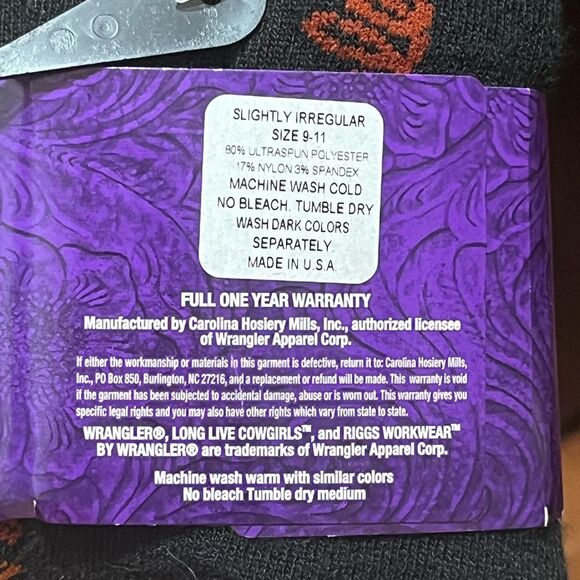 SLIGHTLY IRREGULAR
SIZE 9-11
80% ULTRASPUN POLYESTER
17% NYLON 3% SPANDEX
MACHINE WASH COLD
NO BLEACH. TUMBLE DRY
WASH DARK COLORS
SEPARATELY.
MADE IN U.S.A.
FULL ONE YEAR WARRANTY
Manufactured by Carolina Hosiery Mills, Inc., authorized licensee
of Wrangler Apparel Corp.
If either the workmanship or materials in this garment is defective, return it to: Carolina Hosiery Mills,
Inc., PO Box 850, Burlington, NC 27216, and a replacement or refund will be made. This warranty is void
if the garment has been subjected to accidental damage, abuse or is worn out. This warranty gives you
specific legal rights and you may also have other rights which vary from state to state.
WRANGLER®, LONG LIVE COWGIRLS™, and RIGGS WORKWEAR™
BY WRANGLER® are trademarks of Wrangler Apparel Corp.
Machine wash warm with similar colors
No bleach Tumble dry medium